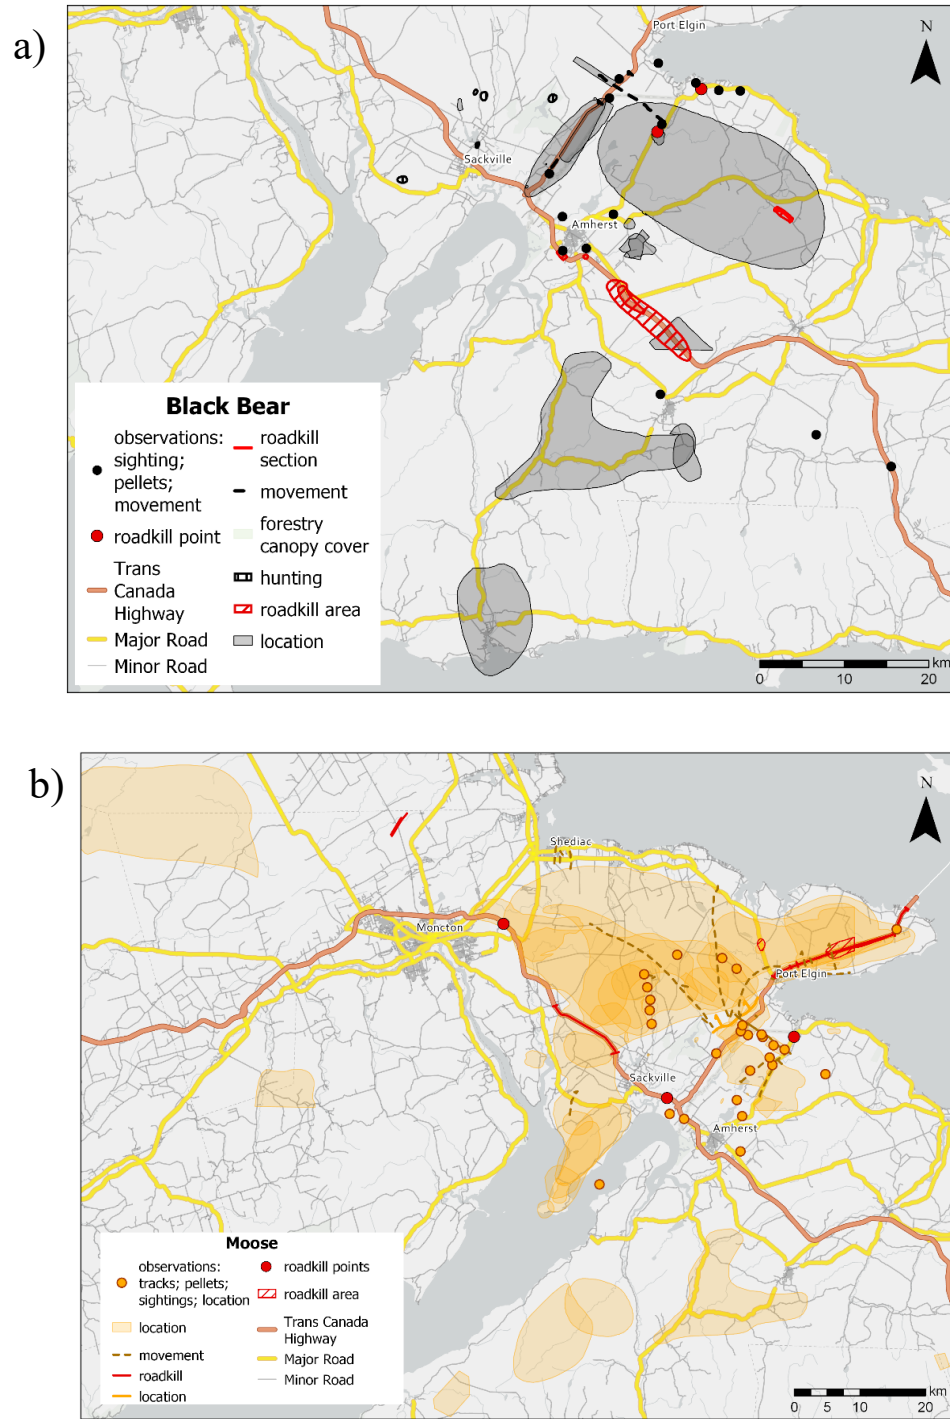 a)
Port Elgin
N
Sackville
Amherst
Black Bear
observations:
sighting;
pellets;
movement
roadkill point
Trans
Canada
Highway
Major Road
Minor Road
roadkill
section
movement
forestry
canopy cover
hunting
roadkill area
location
km
0 10 20
b)
N
Shediac
Moncton
Port Elgin
Sackville
Amherst
Moose
observations:
tracks; pellets;
sightings; location
location
movement
roadkill
location
roadkill points
roadkill area
Trans Canada
Highway
Major Road
Minor Road
km
0 5 10 20